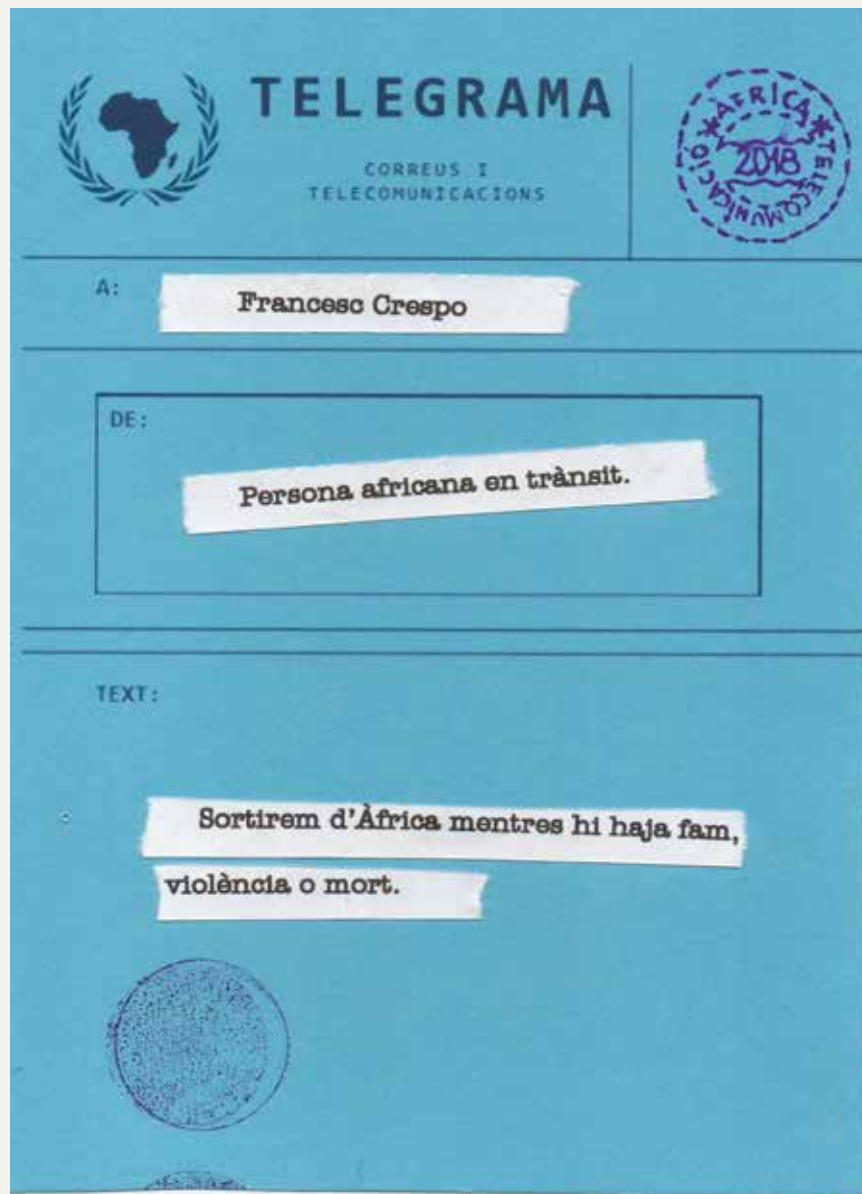 TELEGRAMA
CORREUS I
TELECOMUNICACIONS
ÀFRICA * TELECOMUNICACIÓ *
2018
A:
Francesc Crespo
DE:
Persona africana en trànsit.
TEXT:
Sortirem d'Àfrica mentres hi haja fam,
violència o mort.